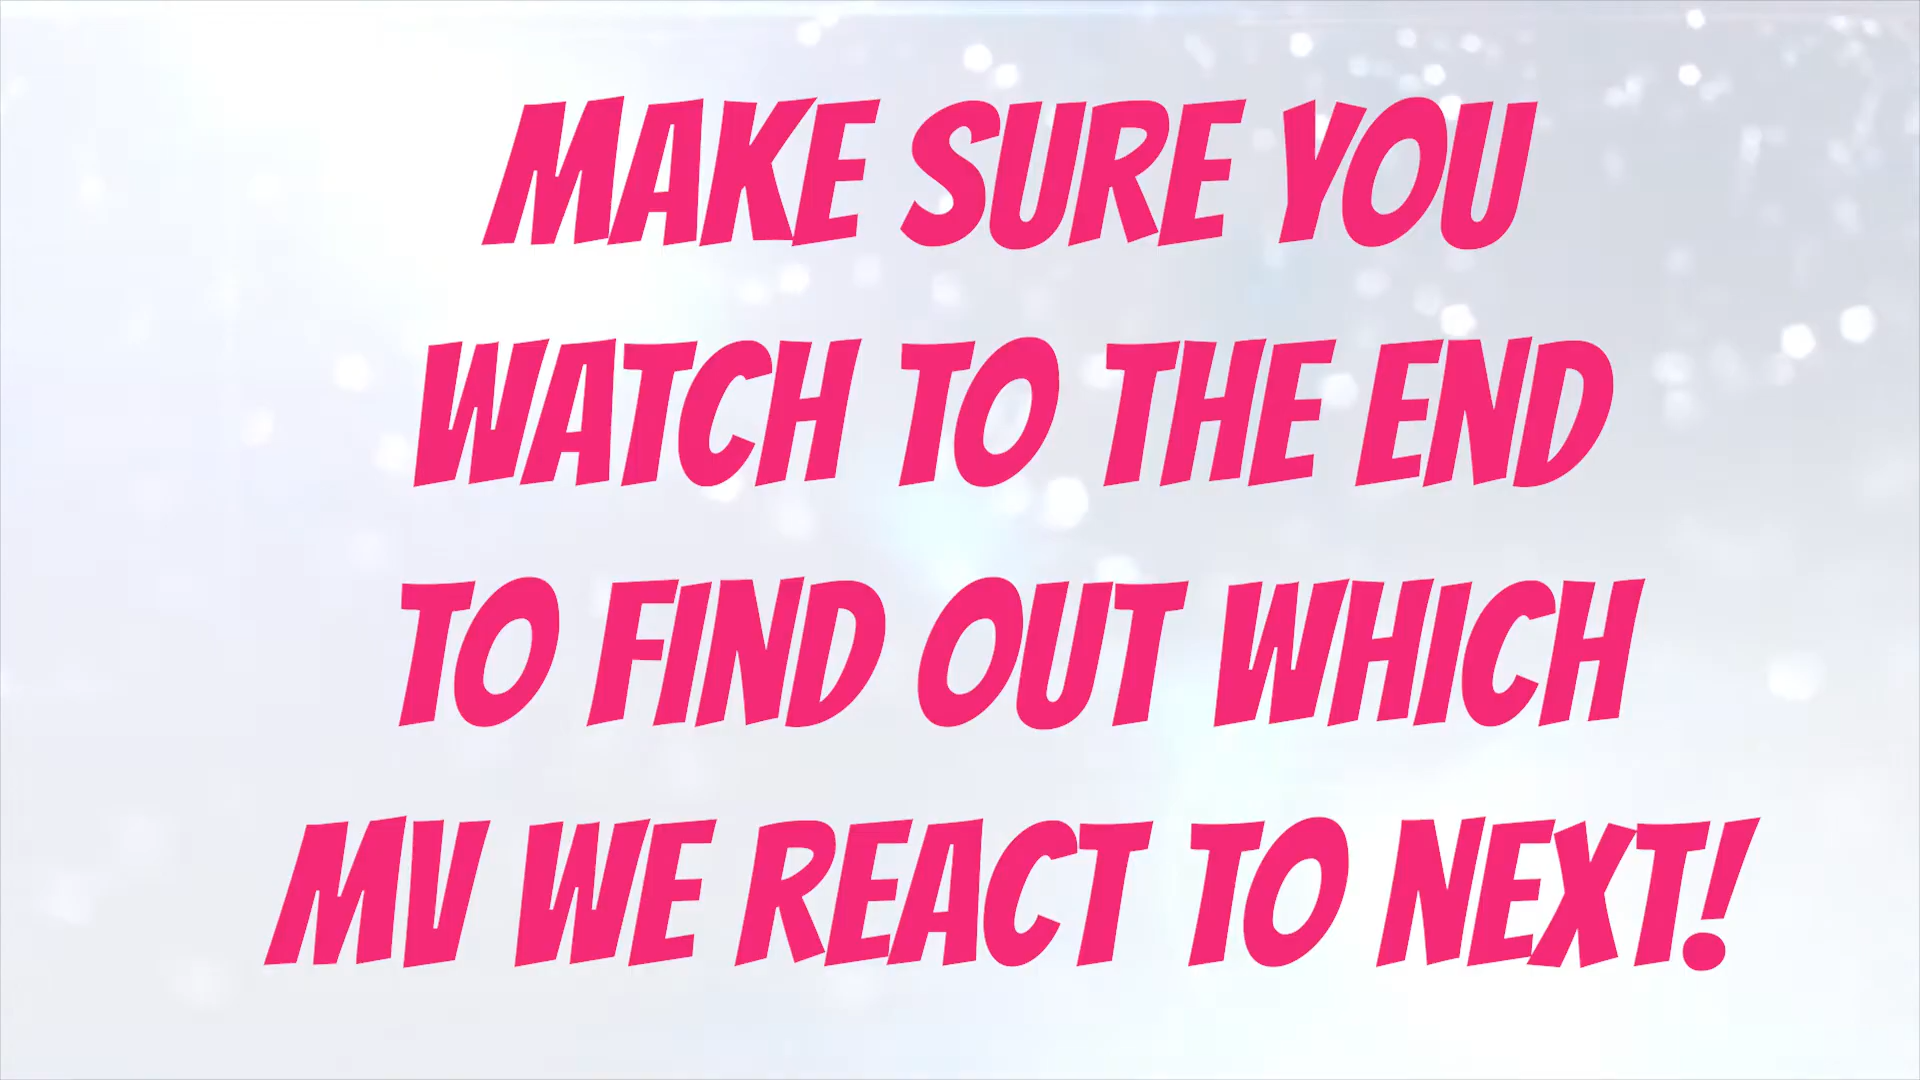 MAKE SURE YOU
WATCH TO THE END
TO FIND OUT WHICH
MV WE REACT TO NEXT!